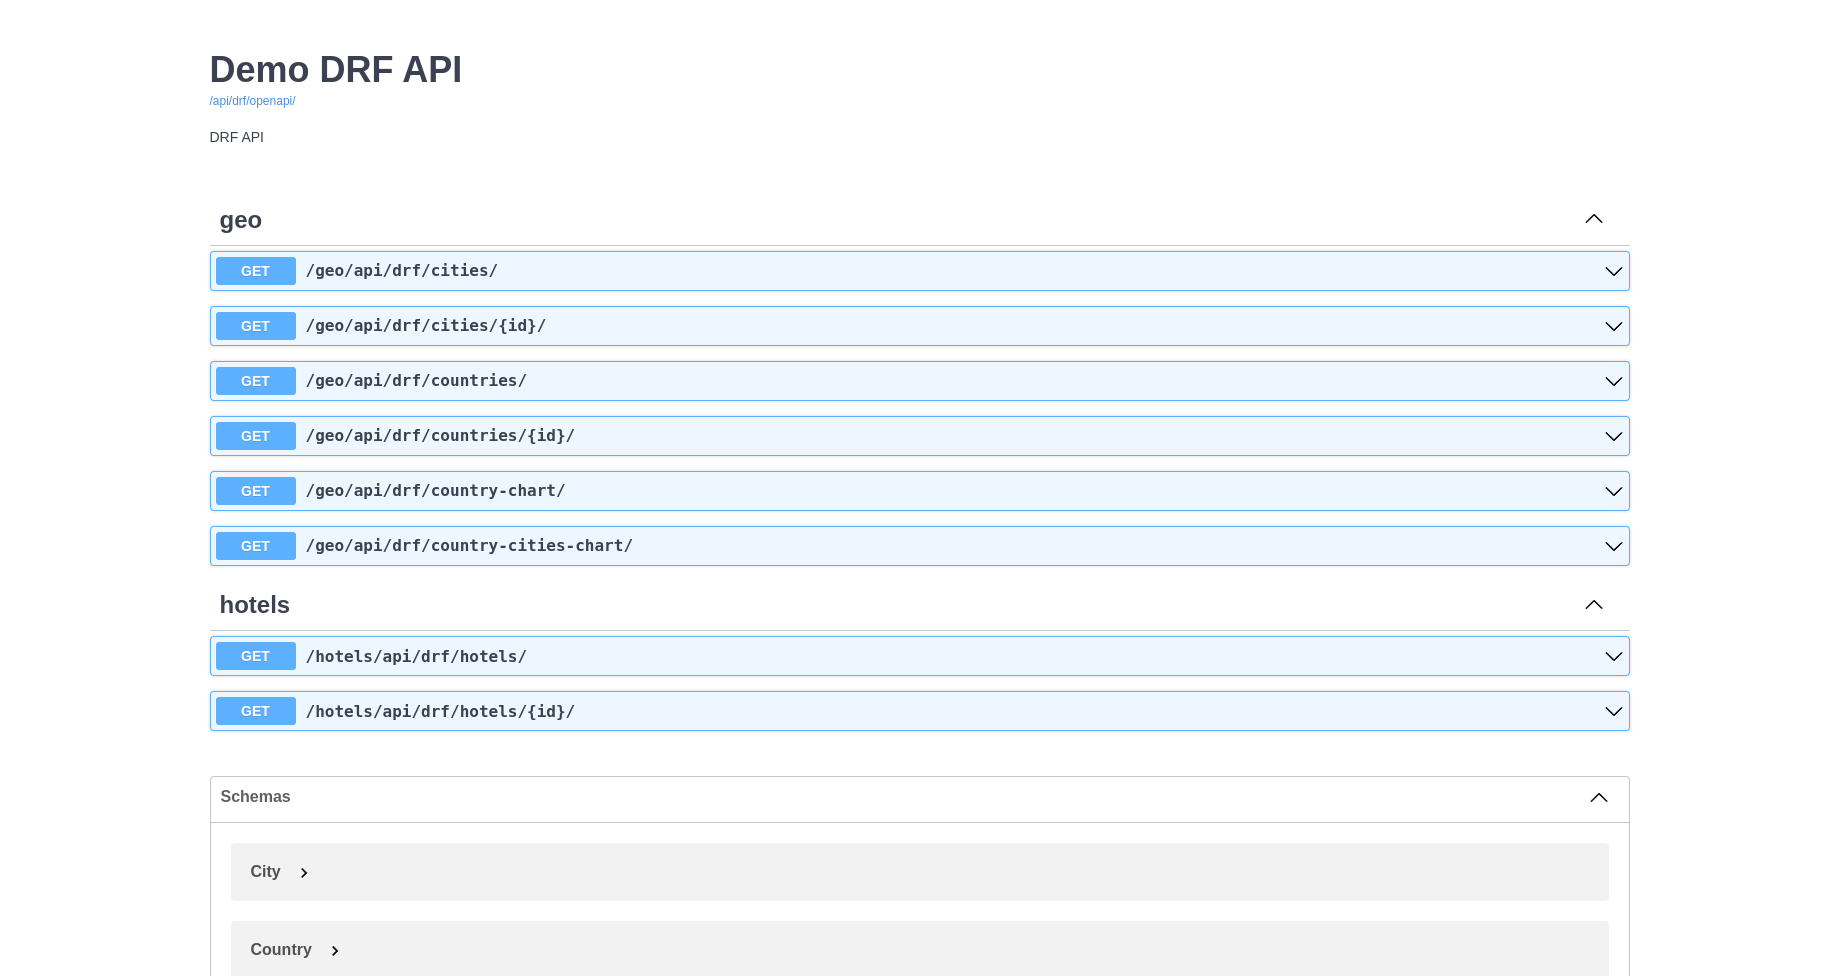 Demo DRF API
/api/drf/openapi/
DRF API
geo
GET /geo/api/drf/cities/
GET /geo/api/drf/cities/{id}/
GET /geo/api/drf/countries/
GET /geo/api/drf/countries/{id}/
GET /geo/api/drf/country-chart/
GET /geo/api/drf/country-cities-chart/
hotels
GET /hotels/api/drf/hotels/
GET /hotels/api/drf/hotels/{id}/
Schemas
City
Country